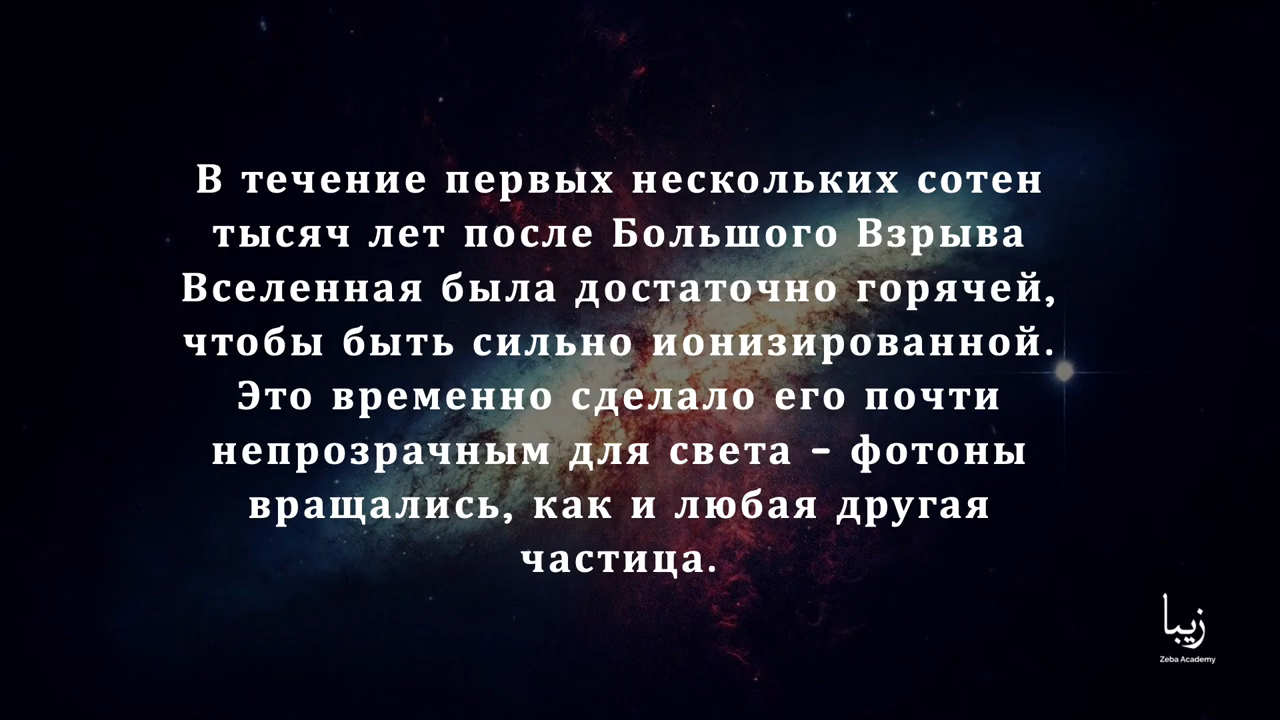 В течение первых нескольких сотен
тысяч лет после Большого Взрыва
Вселенная была достаточно горячей,
чтобы быть сильно ионизированной.
Это временно сделало его почти
непрозрачным для света – фотоны
вращались, как и любая другая
частица.
زيبا
Zeba Academy